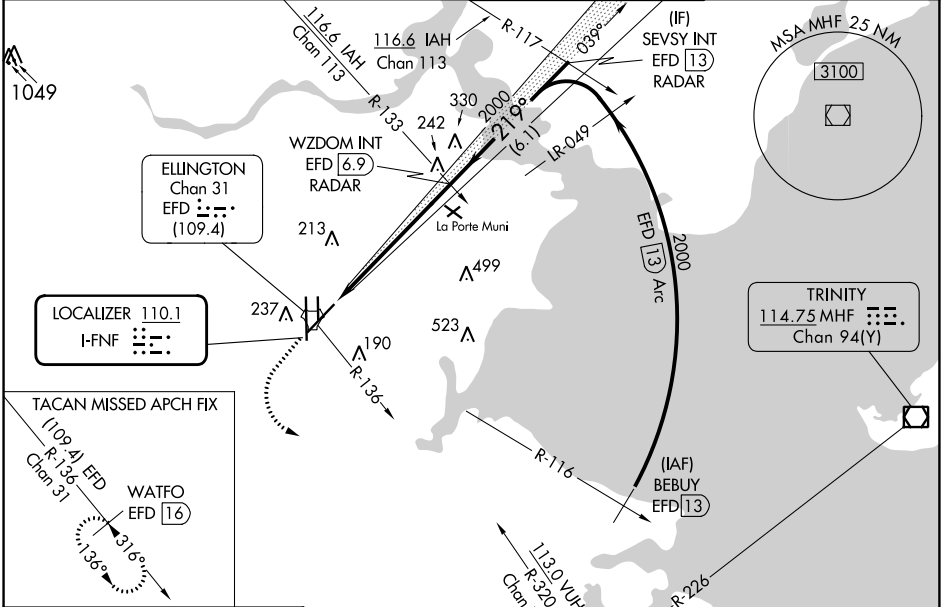 1049
116.6 IAH
Chan 113
R-133
116.6 IAH
Chan 113
R-117
039°
(IF)
SEVSY INT
EFD 13
RADAR
MSA MHF 25 NM
3100
330
242
2000
219°
(6.1)
LR-049
WZDOM INT
EFD 6.9
RADAR
La Porte Muni
ELLINGTON
Chan 31
EFD
(109.4)
213
499
EFD 13 Arc
2000
LOCALIZER 110.1
I-FNF
237
523
190
R-136
TRINITY
114.75 MHF
Chan 94(Y)
TACAN MISSED APCH FIX
(109.4) EFD
R-136
Chan 31
WATFO
EFD 16
316°
136°
R-116
(IAF)
BEBUY
EFD 13
113.0 VUH
R-320
Chan
R-226